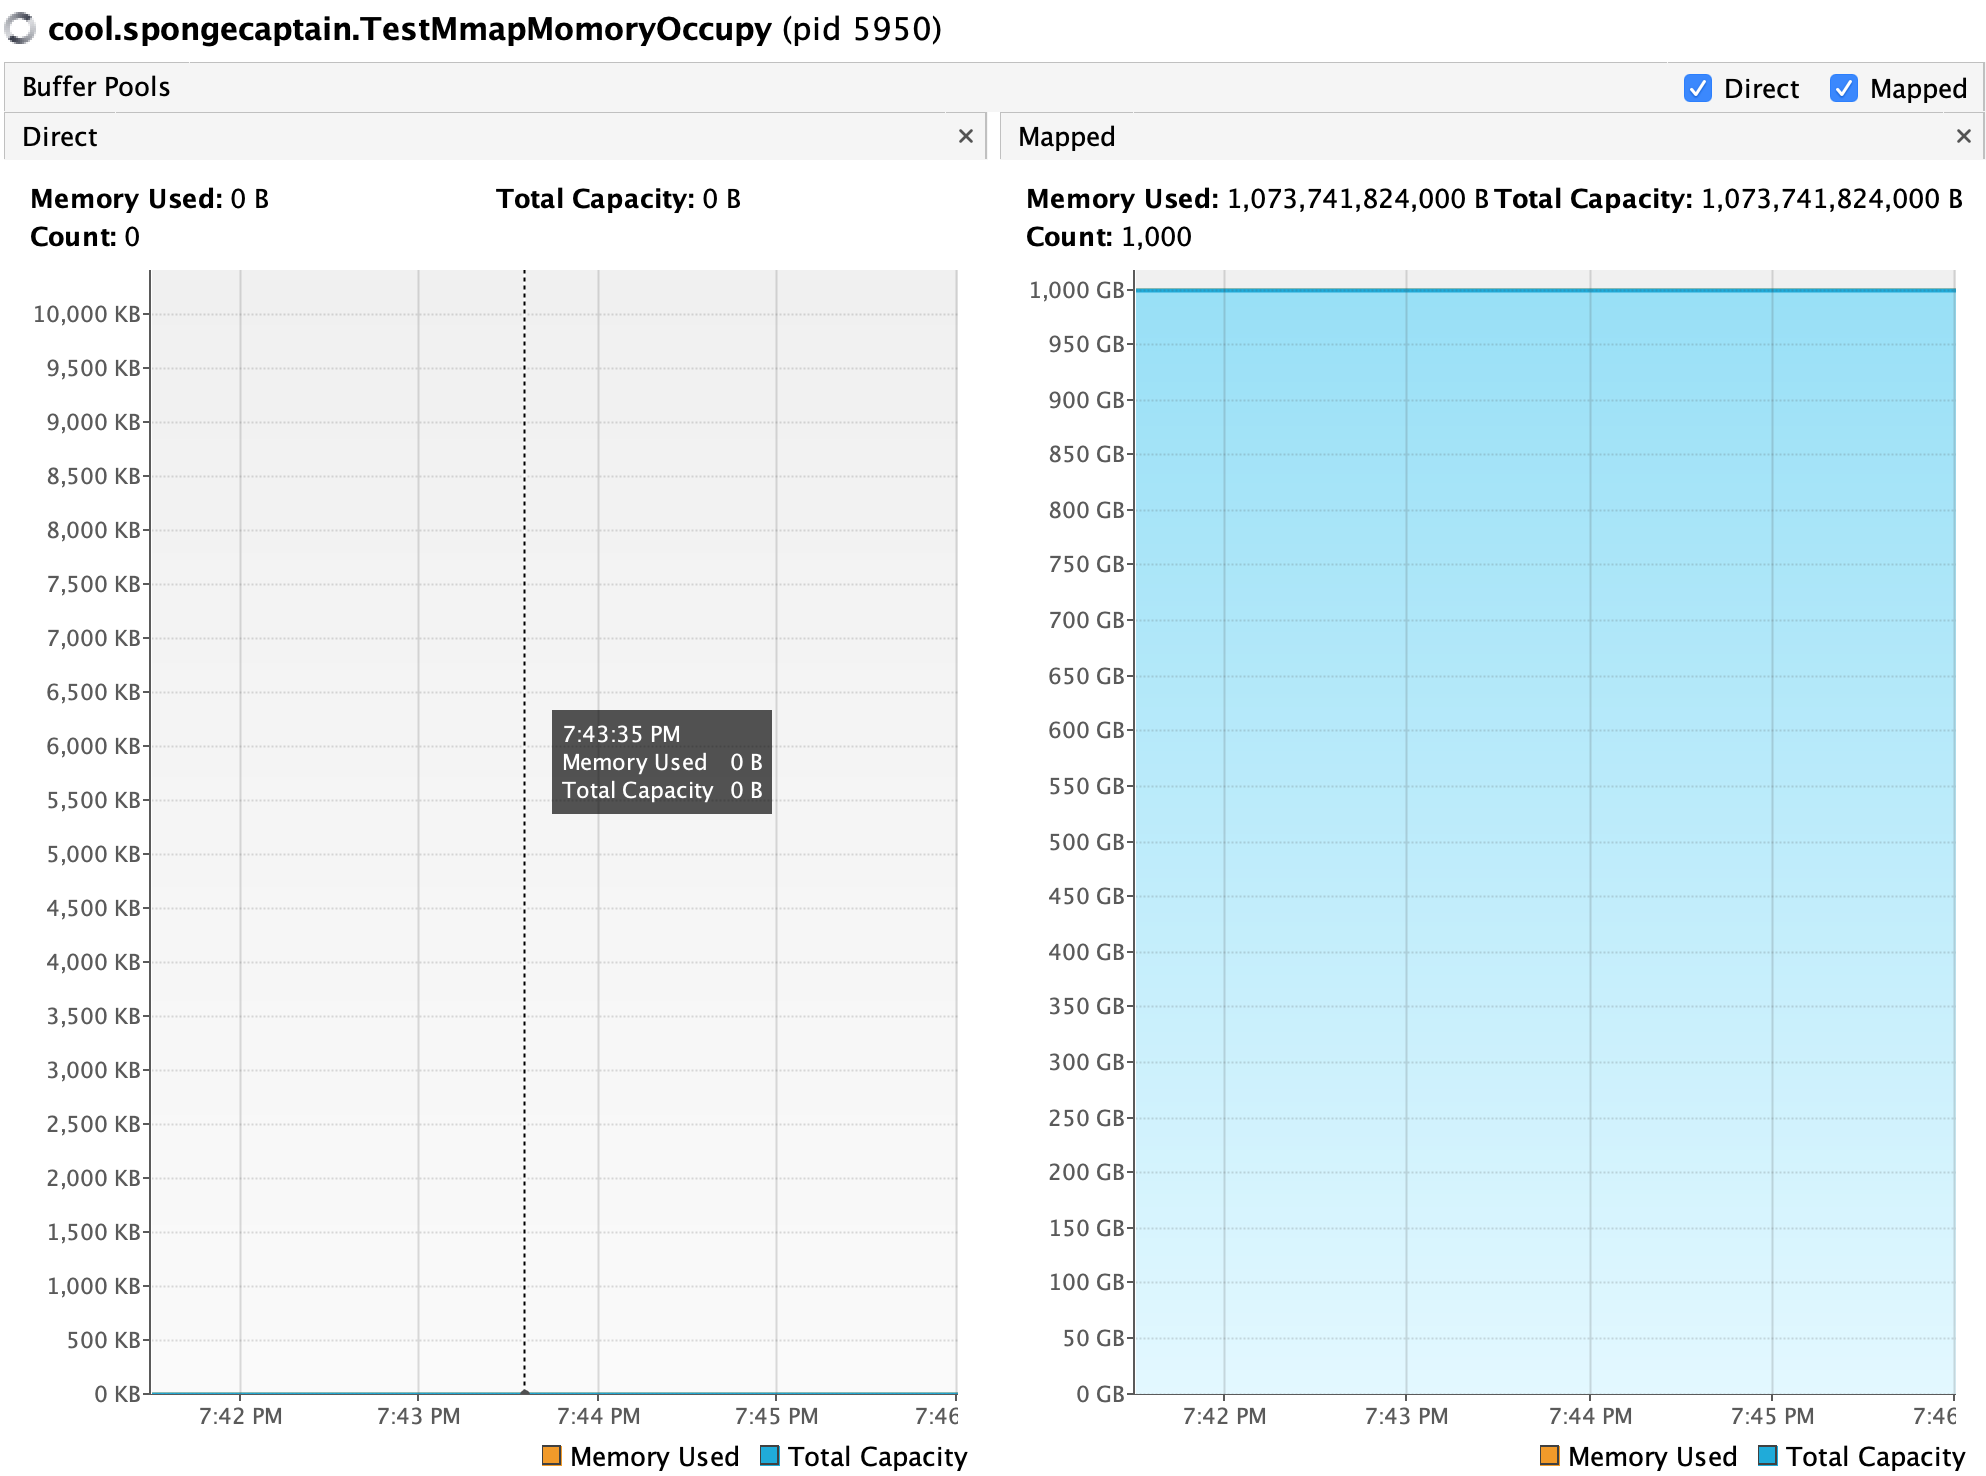 cool.spongecaptain.TestMmapMomoryOccupy (pid 5950)
Buffer Pools
Direct
Mapped
Direct
Memory Used: 0 B
Total Capacity: 0 B
Count: 0
10,000 KB
9,500 KB
9,000 KB
8,500 KB
8,000 KB
7,500 KB
7,000 KB
6,500 KB
6,000 KB
5,500 KB
5,000 KB
4,500 KB
4,000 KB
3,500 KB
3,000 KB
2,500 KB
2,000 KB
1,500 KB
1,000 KB
500 KB
0 KB
7:43:35 PM
Memory Used 0 B
Total Capacity 0 B
7:42 PM 7:43 PM 7:44 PM 7:45 PM 7:46
Memory Used Total Capacity
Mapped
Memory Used: 1,073,741,824,000 B Total Capacity: 1,073,741,824,000 B
Count: 1,000
1,000 GB
950 GB
900 GB
850 GB
800 GB
750 GB
700 GB
650 GB
600 GB
550 GB
500 GB
450 GB
400 GB
350 GB
300 GB
250 GB
200 GB
150 GB
100 GB
50 GB
0 GB
7:42 PM 7:43 PM 7:44 PM 7:45 PM 7:46
Memory Used Total Capacity